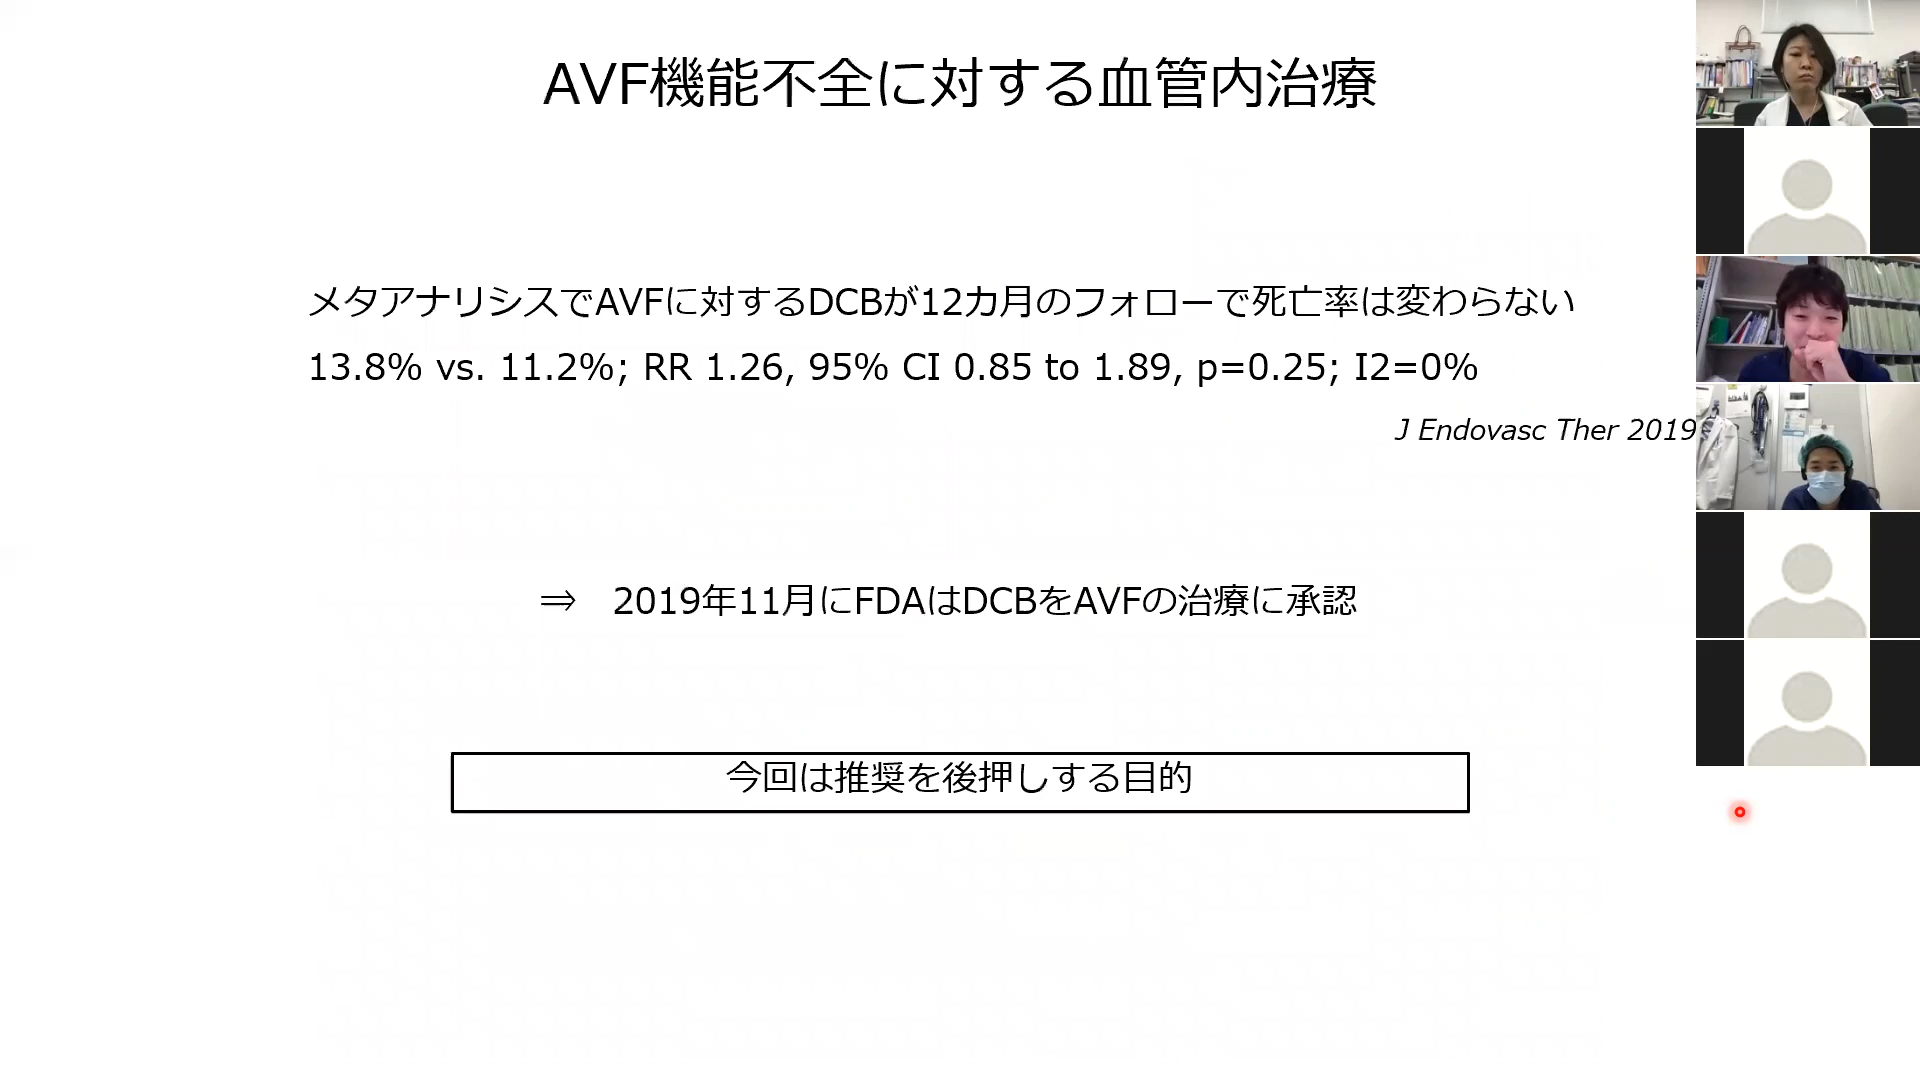 AVF機能不全に対する血管内治療
メタアナリシスでAVFに対するDCBが12カ月のフォローで死亡率は変わらない
13.8% vs. 11.2%; RR 1.26, 95% CI 0.85 to 1.89, p=0.25; I2=0%
J Endovasc Ther 2019
⇒ 2019年11月にFDAはDCBをAVFの治療に承認
今回は推奨を後押しする目的